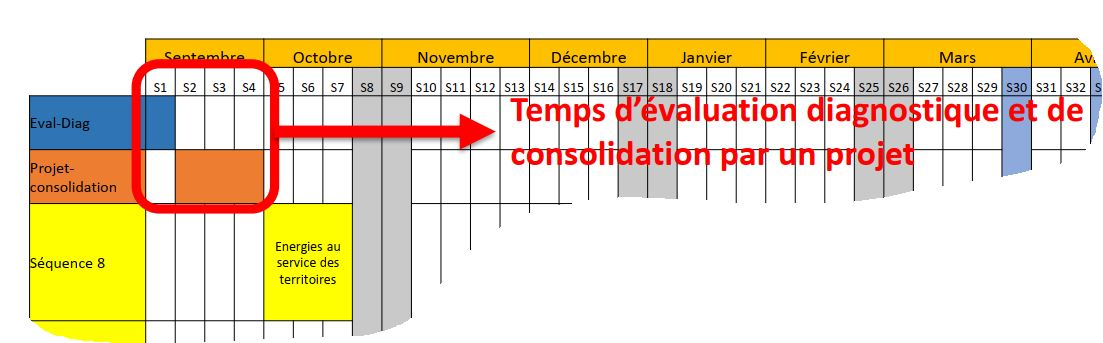 Septembre Octobre Novembre Décembre Janvier Février Mars
S1 S2 S3 S4 S5 S6 S7 S8 S9 S10 S11 S12 S13 S14 S15 S16 S17 S18 S19 S20 S21 S22 S23 S24 S25 S26 S27 S28 S29 S30 S31 S32
Eval-Diag
Temps d’évaluation diagnostique et de
consolidation par un projet
Projet-
consolidation
Séquence 8
Energies au
service des
territoires